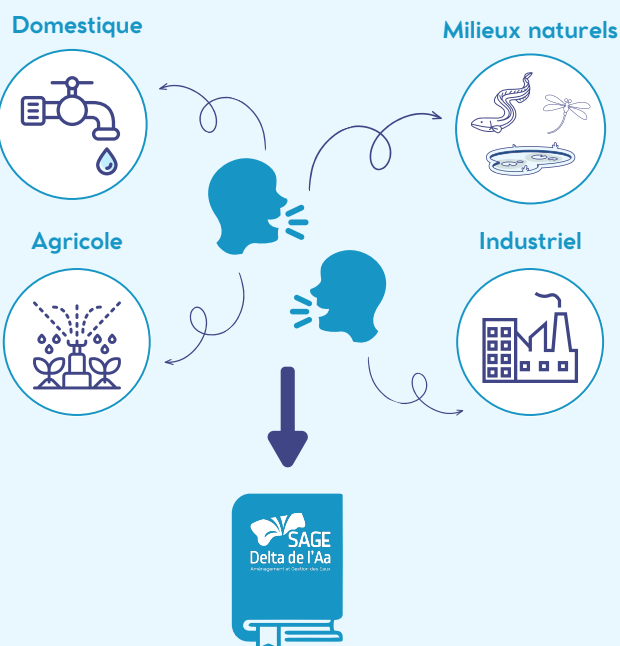 Domestique
Milieux naturels
Agricole
Industriel
SAGE
Delta de l'Aa
Aménagement et Gestion des Eaux